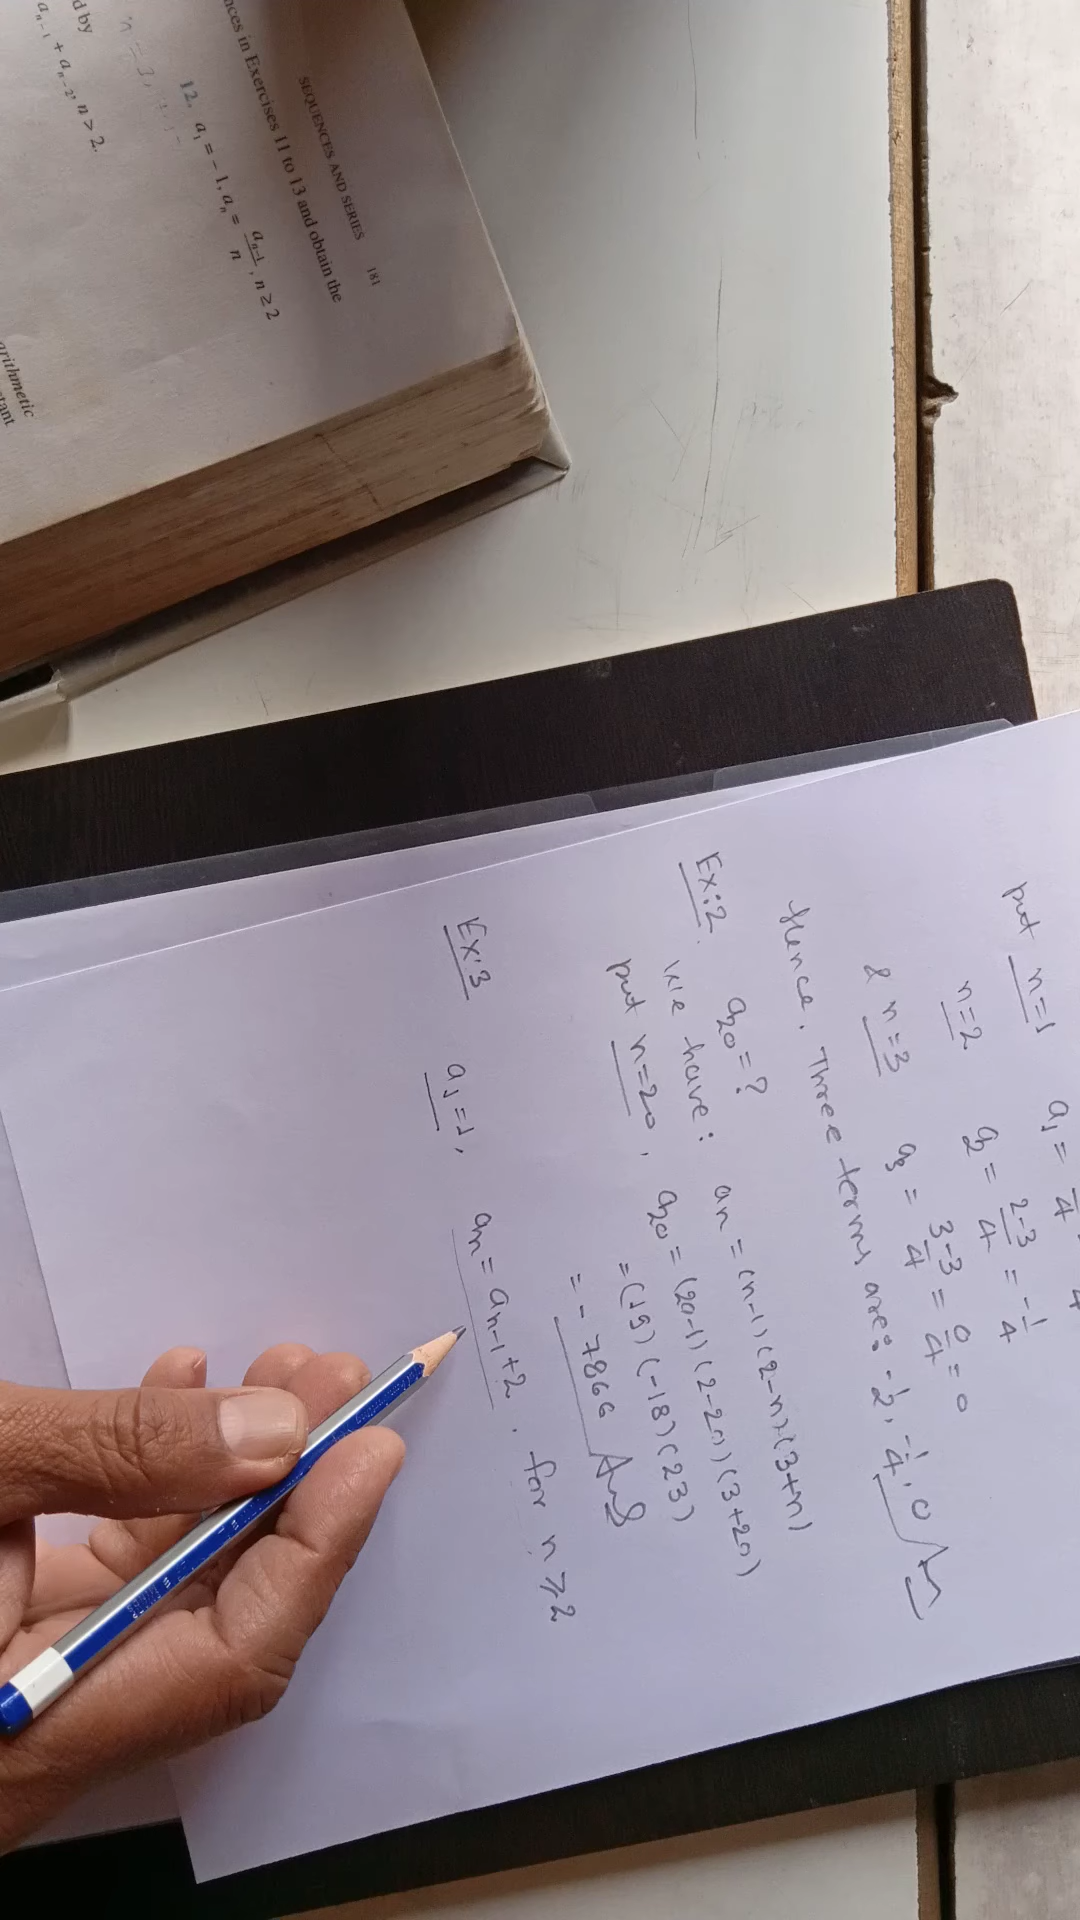 SEQUENCES AND SERIES 181
nces in Exercises 11 to 13 and obtain the
12. a₁ = – 1, aₙ = aₙ₋₁/n , n ≥ 2
d by
aₙ₋₁ + aₙ₋₂, n > 2.
arithmetic
put n=1 a₁ =
n=2 a₂ = 2-3/4 = -1/4
& n=3 a₃ = 3-3/4 = 0/4 = 0
Hence, Three terms are: -1/2, -1/4, 0
Ex:2 a₂₀ = ?
We have: aₙ = (n-1)(2-n)(3+n)
put n=20, a₂₀ = (20-1)(2-20)(3+20)
= (19)(-18)(23)
= - 7866 Ans
Ex:3 a₁ = 1, aₙ = aₙ₋₁+2, for n ≥ 2